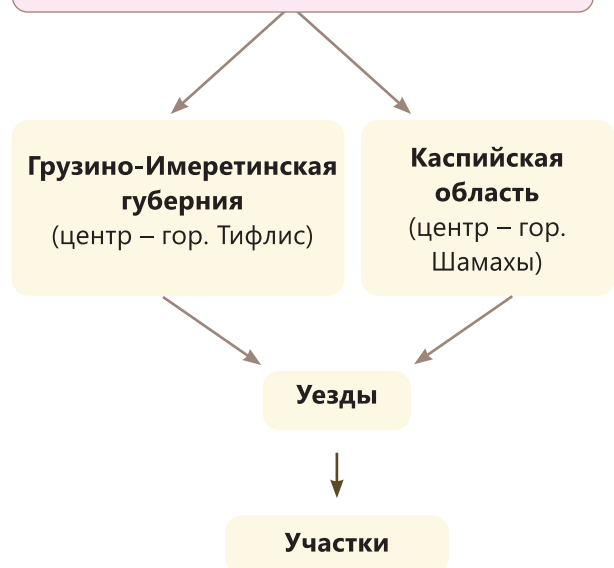 Грузино-Имеретинская
губерния
(центр – гор. Тифлис)
Каспийская
область
(центр – гор.
Шамахы)
Уезды
Участки